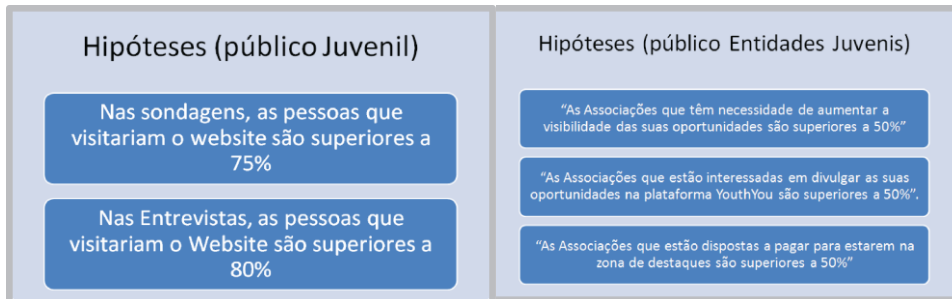 Hipóteses (público Juvenil)
Nas sondagens, as pessoas que
visitariam o website são superiores a
75%
Nas Entrevistas, as pessoas que
visitariam o Website são superiores a
80%
Hipóteses (público Entidades Juvenis)
“As Associações que têm necessidade de aumentar a
visibilidade das suas oportunidades são superiores a 50%”
“As Associações que estão interessadas em divulgar as suas
oportunidades na plataforma YouthYou são superiores a 50%”.
“As Associações que estão dispostas a pagar para estarem na
zona de destaques são superiores a 50%”